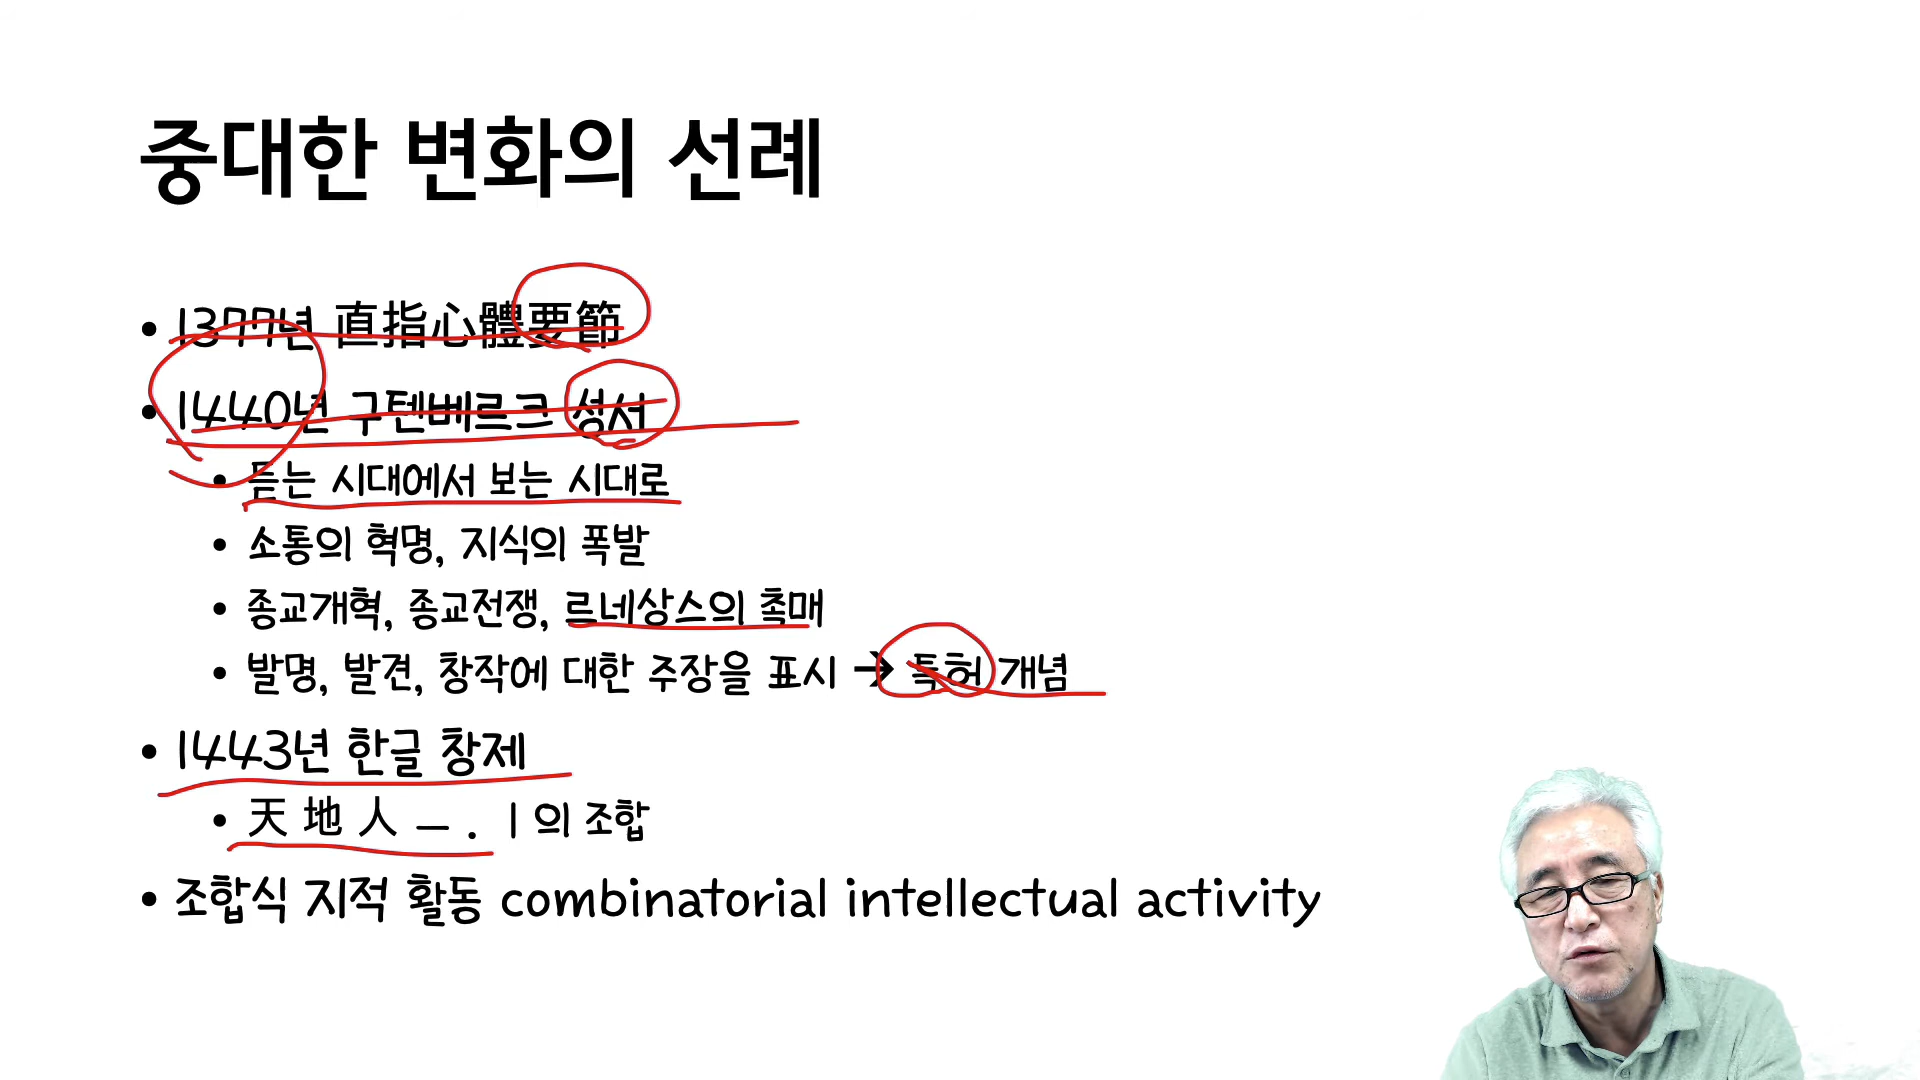 중대한 변화의 선례
• 1377년 直指心體要節
• 1440년 구텐베르크 성서
• 듣는 시대에서 보는 시대로
• 소통의 혁명, 지식의 폭발
• 종교개혁, 종교전쟁, 르네상스의 촉매
• 발명, 발견, 창작에 대한 주장을 표시 → 특허 개념
• 1443년 한글 창제
• 天 地 人 ㅡ . ㅣ의 조합
• 조합식 지적 활동 combinatorial intellectual activity